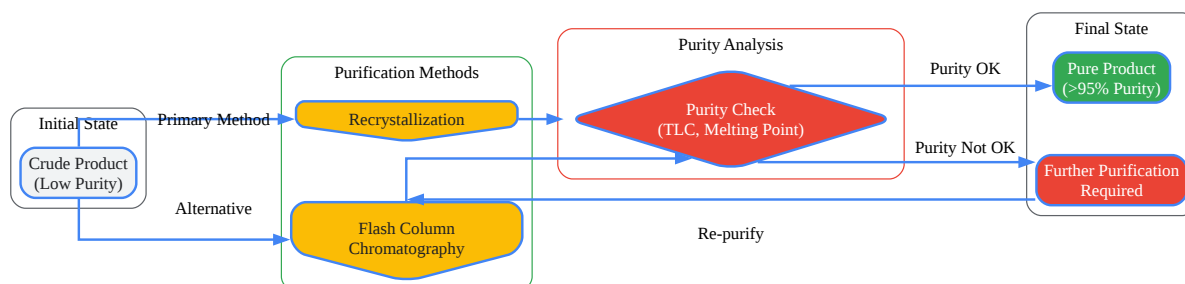 Initial State
Crude Product
(Low Purity)
Primary Method
Alternative
Purification Methods
Recrystallization
Flash Column
Chromatography
Purity Analysis
Purity Check
(TLC, Melting Point)
Purity OK
Purity Not OK
Re-purify
Final State
Pure Product
(>95% Purity)
Further Purification
Required